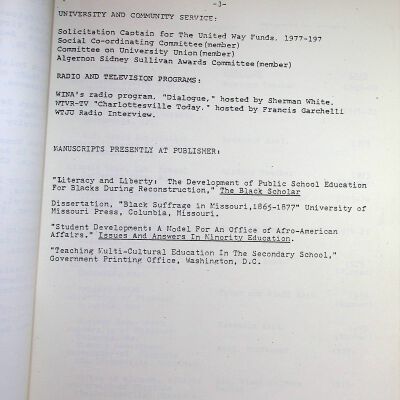 -3-
UNIVERSITY AND COMMUNITY SERVICE:
Solicitation Captain for The United Way Funds. 1977-197
Social Co-ordinating Committee(member)
Committee on University Union(member)
Algernon Sidney Sullivan Awards Committee(member)
RADIO AND TELEVISION PROGRAMS:
WINA's radio program. "Dialogue," hosted by Sherman White.
WTVR-TV "Charlottesville Today." hosted by Francis Garchelli
WTJU Radio Interview.
MANUSCRIPTS PRESENTLY AT PUBLISHER:
"Literacy and Liberty: The Development of Public School Education
For Blacks During Reconstruction," The Black Scholar
Dissertation, "Black Suffrage in Missouri,1865-1877" University of
Missouri Press, Columbia, Missouri.
"Student Development: A Model For An Office of Afro-American
Affairs." Issues And Answers In Minority Education.
"Teaching Multi-Cultural Education In The Secondary School,"
Government Printing Office, Washington, D.C.